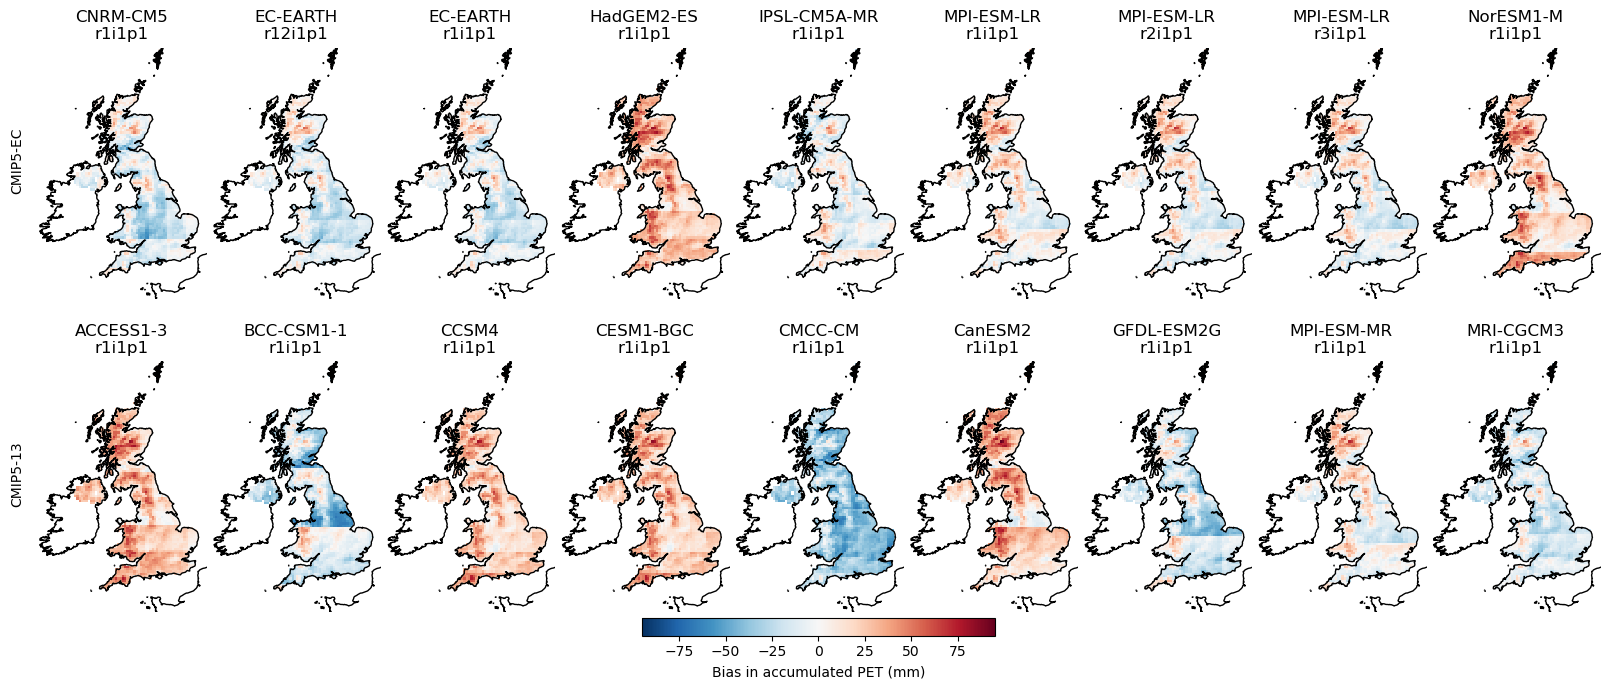 CNRM-CM5
r1i1p1
EC-EARTH
r12i1p1
EC-EARTH
r1i1p1
HadGEM2-ES
r1i1p1
IPSL-CM5A-MR
r1i1p1
MPI-ESM-LR
r1i1p1
MPI-ESM-LR
r2i1p1
MPI-ESM-LR
r3i1p1
NorESM1-M
r1i1p1
CMIP5-EC
ACCESS1-3
r1i1p1
BCC-CSM1-1
r1i1p1
CCSM4
r1i1p1
CESM1-BGC
r1i1p1
CMCC-CM
r1i1p1
CanESM2
r1i1p1
GFDL-ESM2G
r1i1p1
MPI-ESM-MR
r1i1p1
MRI-CGCM3
r1i1p1
CMIP5-13
−75 −50 −25 0 25 50 75
Bias in accumulated PET (mm)